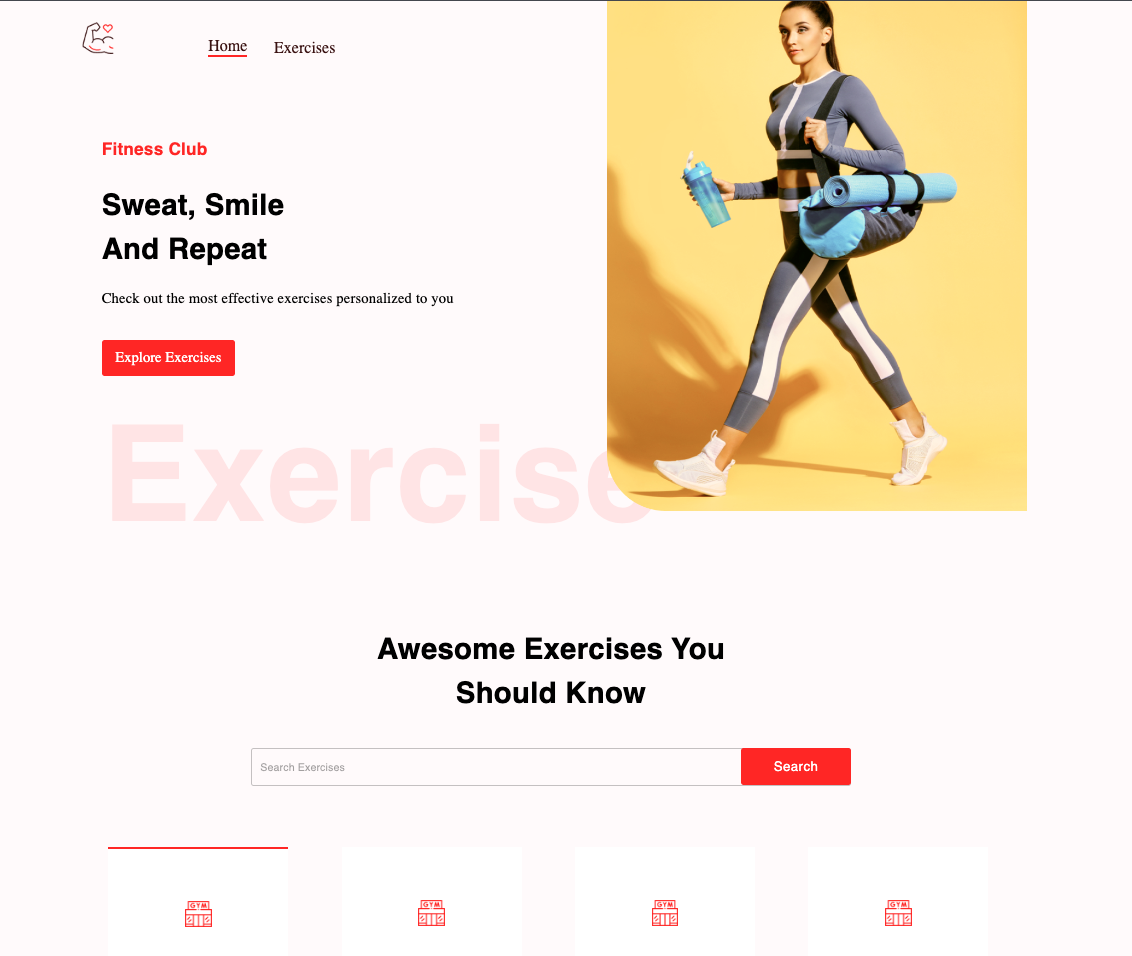 Home Exercises
Fitness Club
Sweat, Smile
And Repeat
Check out the most effective exercises personalized to you
Explore Exercises
Exercise
Awesome Exercises You
Should Know
Search Exercises Search
GYM GYM GYM GYM